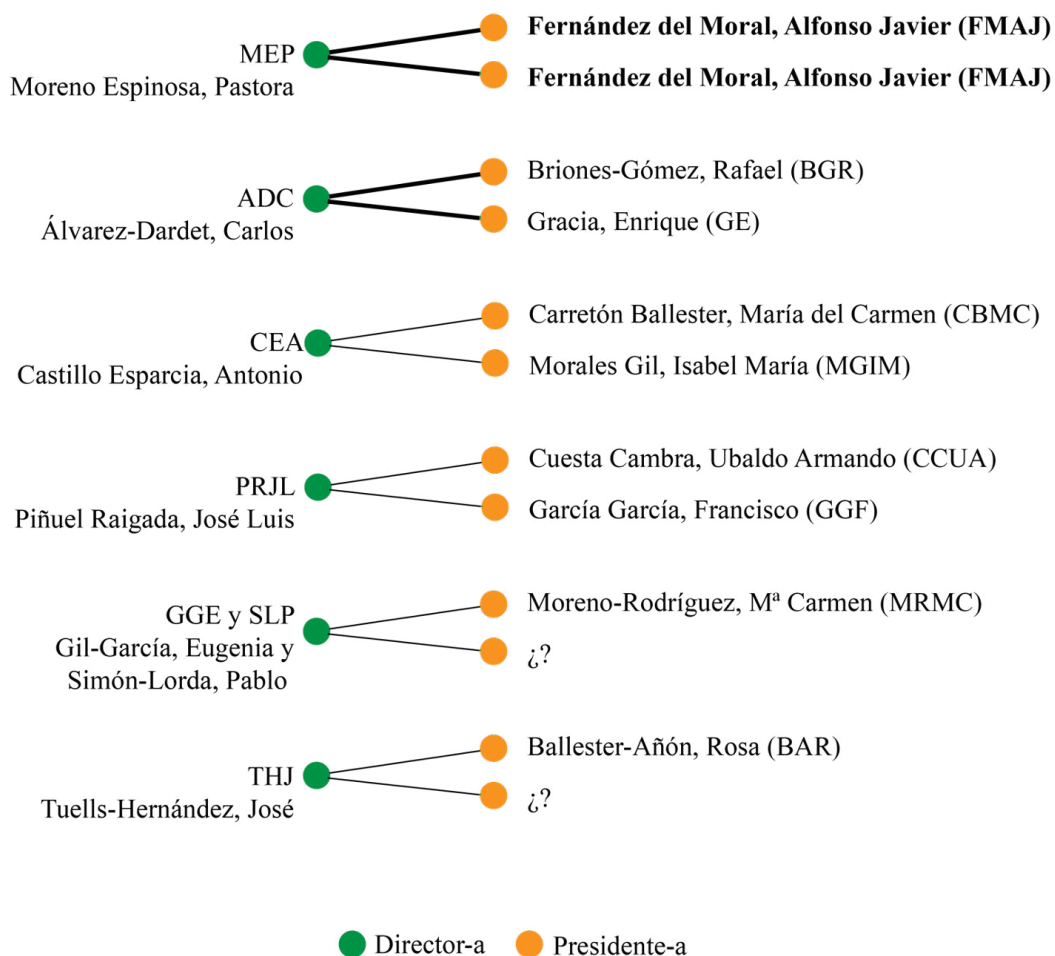 Fernández del Moral, Alfonso Javier (FMAJ)
MEP
Moreno Espinosa, Pastora
Fernández del Moral, Alfonso Javier (FMAJ)
Briones-Gómez, Rafael (BGR)
ADC
Álvarez-Dardet, Carlos
Gracia, Enrique (GE)
Carretón Ballester, María del Carmen (CBMC)
CEA
Castillo Esparcia, Antonio
Morales Gil, Isabel María (MGIM)
Cuesta Cambra, Ubaldo Armando (CCUA)
PRJL
Piñuel Raigada, José Luis
García García, Francisco (GGF)
Moreno-Rodríguez, Mª Carmen (MRMC)
GGE y SLP
Gil-García, Eugenia y
Simón-Lorda, Pablo
¿?
Ballester-Añón, Rosa (BAR)
THJ
Tuells-Hernández, José
¿?
Director-a
Presidente-a